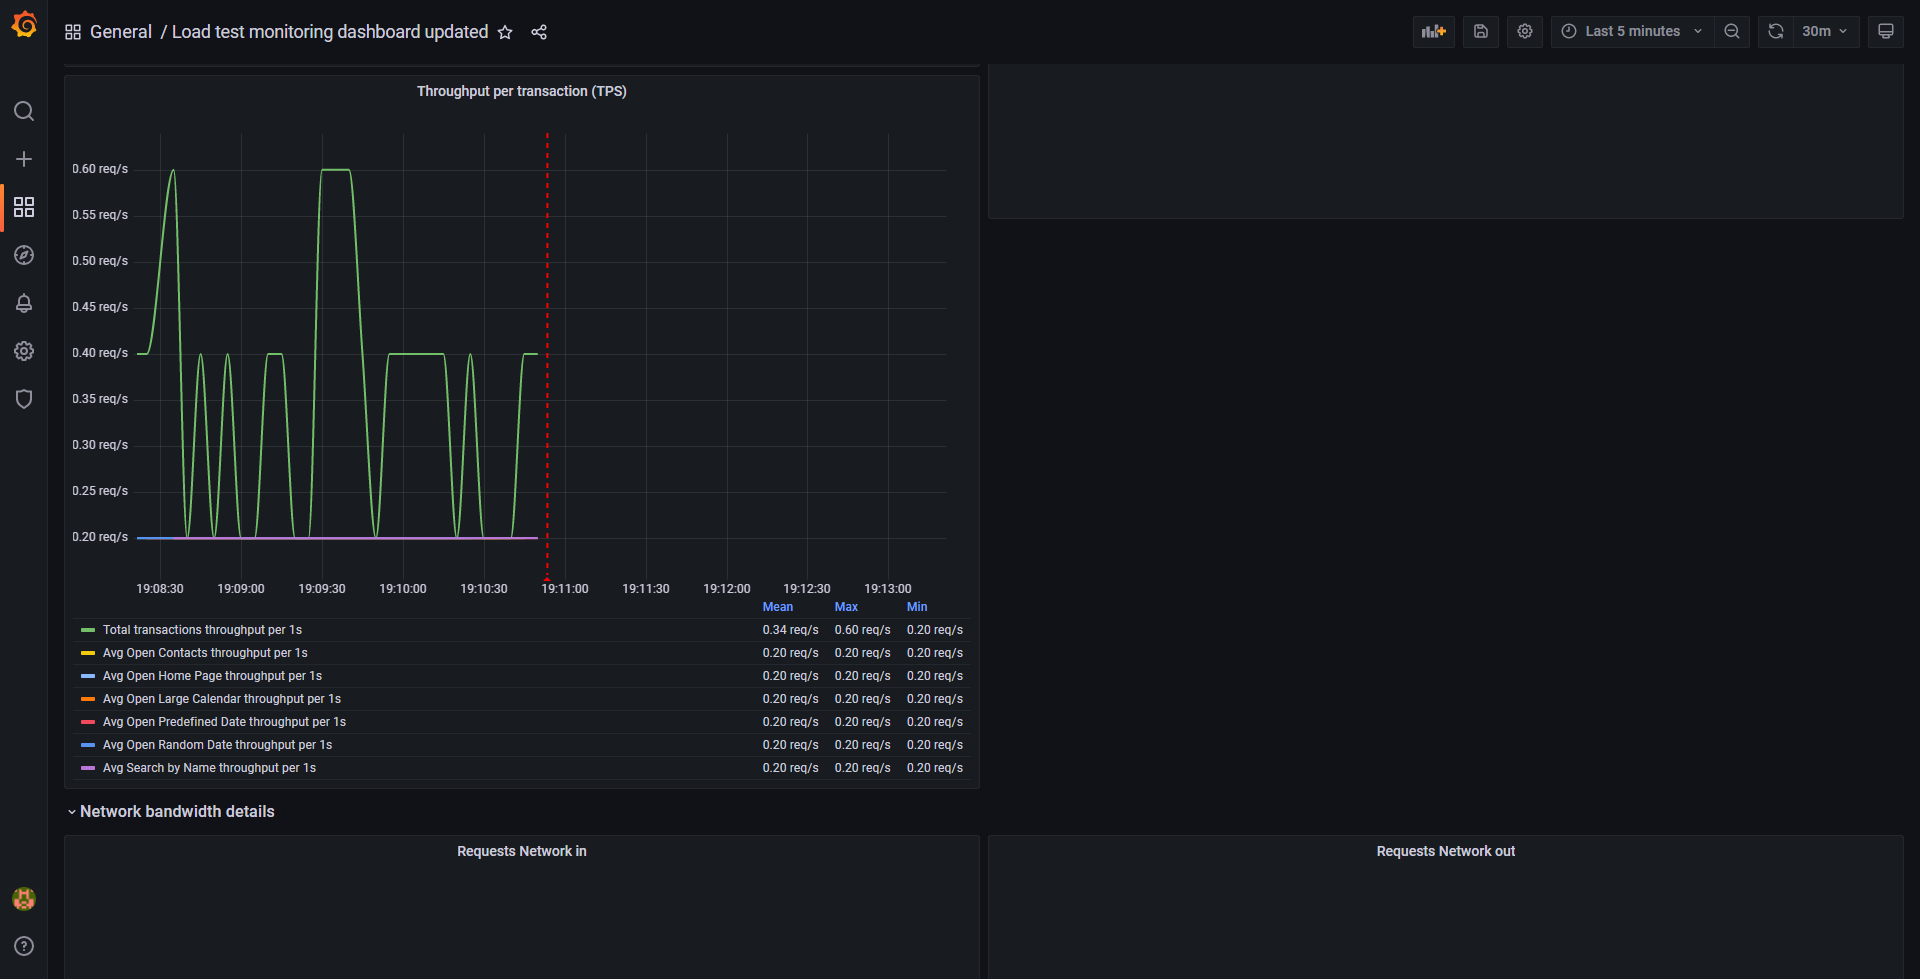 General / Load test monitoring dashboard updated
Last 5 minutes
30m
Throughput per transaction (TPS)
0.60 req/s
0.55 req/s
0.50 req/s
0.45 req/s
0.40 req/s
0.35 req/s
0.30 req/s
0.25 req/s
0.20 req/s
19:08:30 19:09:00 19:09:30 19:10:00 19:10:30 19:11:00 19:11:30 19:12:00 19:12:30 19:13:00
Mean Max Min
Total transactions throughput per 1s 0.34 req/s 0.60 req/s 0.20 req/s
Avg Open Contacts throughput per 1s 0.20 req/s 0.20 req/s 0.20 req/s
Avg Open Home Page throughput per 1s 0.20 req/s 0.20 req/s 0.20 req/s
Avg Open Large Calendar throughput per 1s 0.20 req/s 0.20 req/s 0.20 req/s
Avg Open Predefined Date throughput per 1s 0.20 req/s 0.20 req/s 0.20 req/s
Avg Open Random Date throughput per 1s 0.20 req/s 0.20 req/s 0.20 req/s
Avg Search by Name throughput per 1s 0.20 req/s 0.20 req/s 0.20 req/s
Network bandwidth details
Requests Network in
Requests Network out